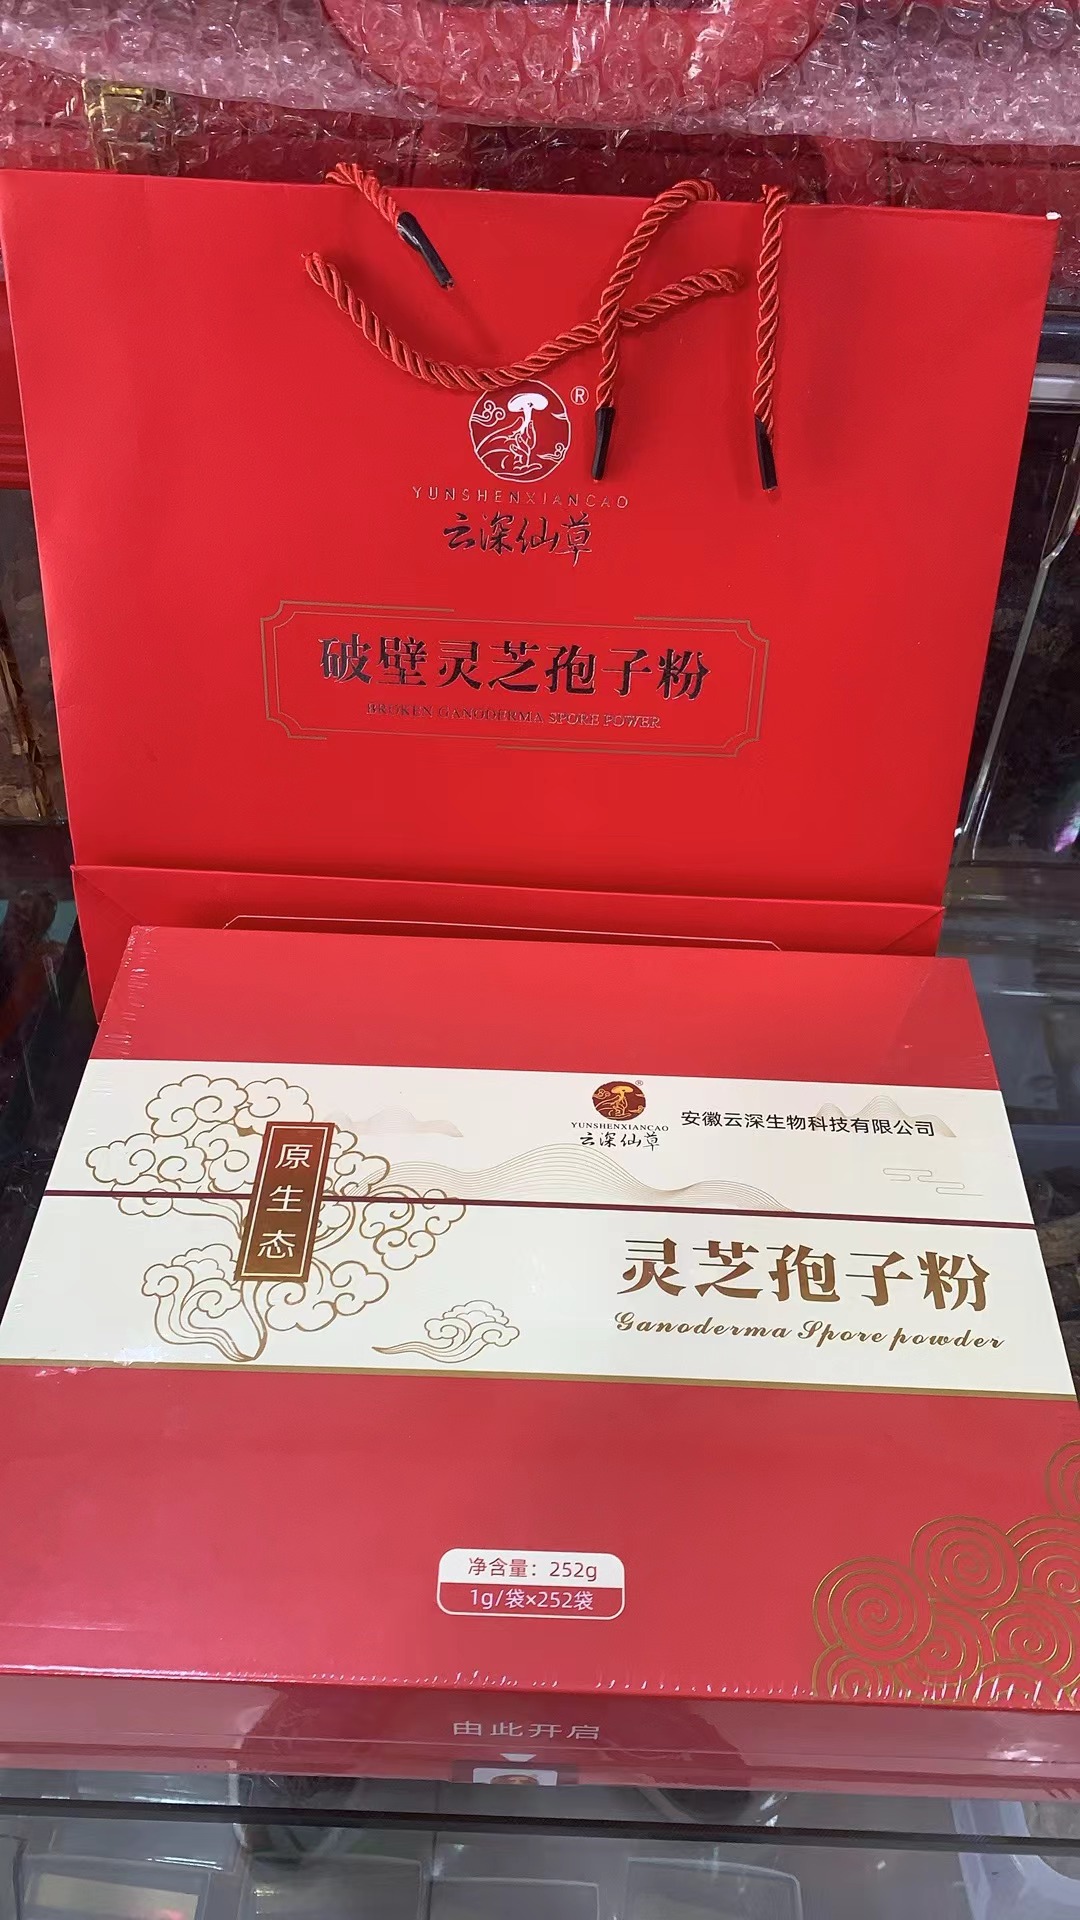 ®
YUNSHENXIANCAO
云深仙草
破壁灵芝孢子粉
BROKEN GANODERMA SPORE POWER
®
YUNSHENXIANCAO
云深仙草
安徽云深生物科技有限公司
原生态
灵芝孢子粉
Ganoderma Spore powder
净含量：252g
1g/袋×252袋
由此开启